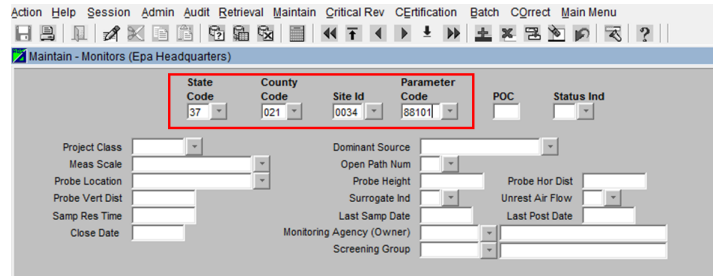 Action Help Session Admin Audit Retrieval Maintain Critical Rev CErtification Batch COrrect Main Menu
Maintain - Monitors (Epa Headquarters)
State Code County Code Site Id Parameter Code POC Status Ind
37 021 0034 88101
Project Class Dominant Source
Meas Scale Open Path Num
Probe Location Probe Height Probe Hor Dist
Probe Vert Dist Surrogate Ind Unrest Air Flow
Samp Res Time Last Samp Date Last Post Date
Close Date Monitoring Agency (Owner)
Screening Group